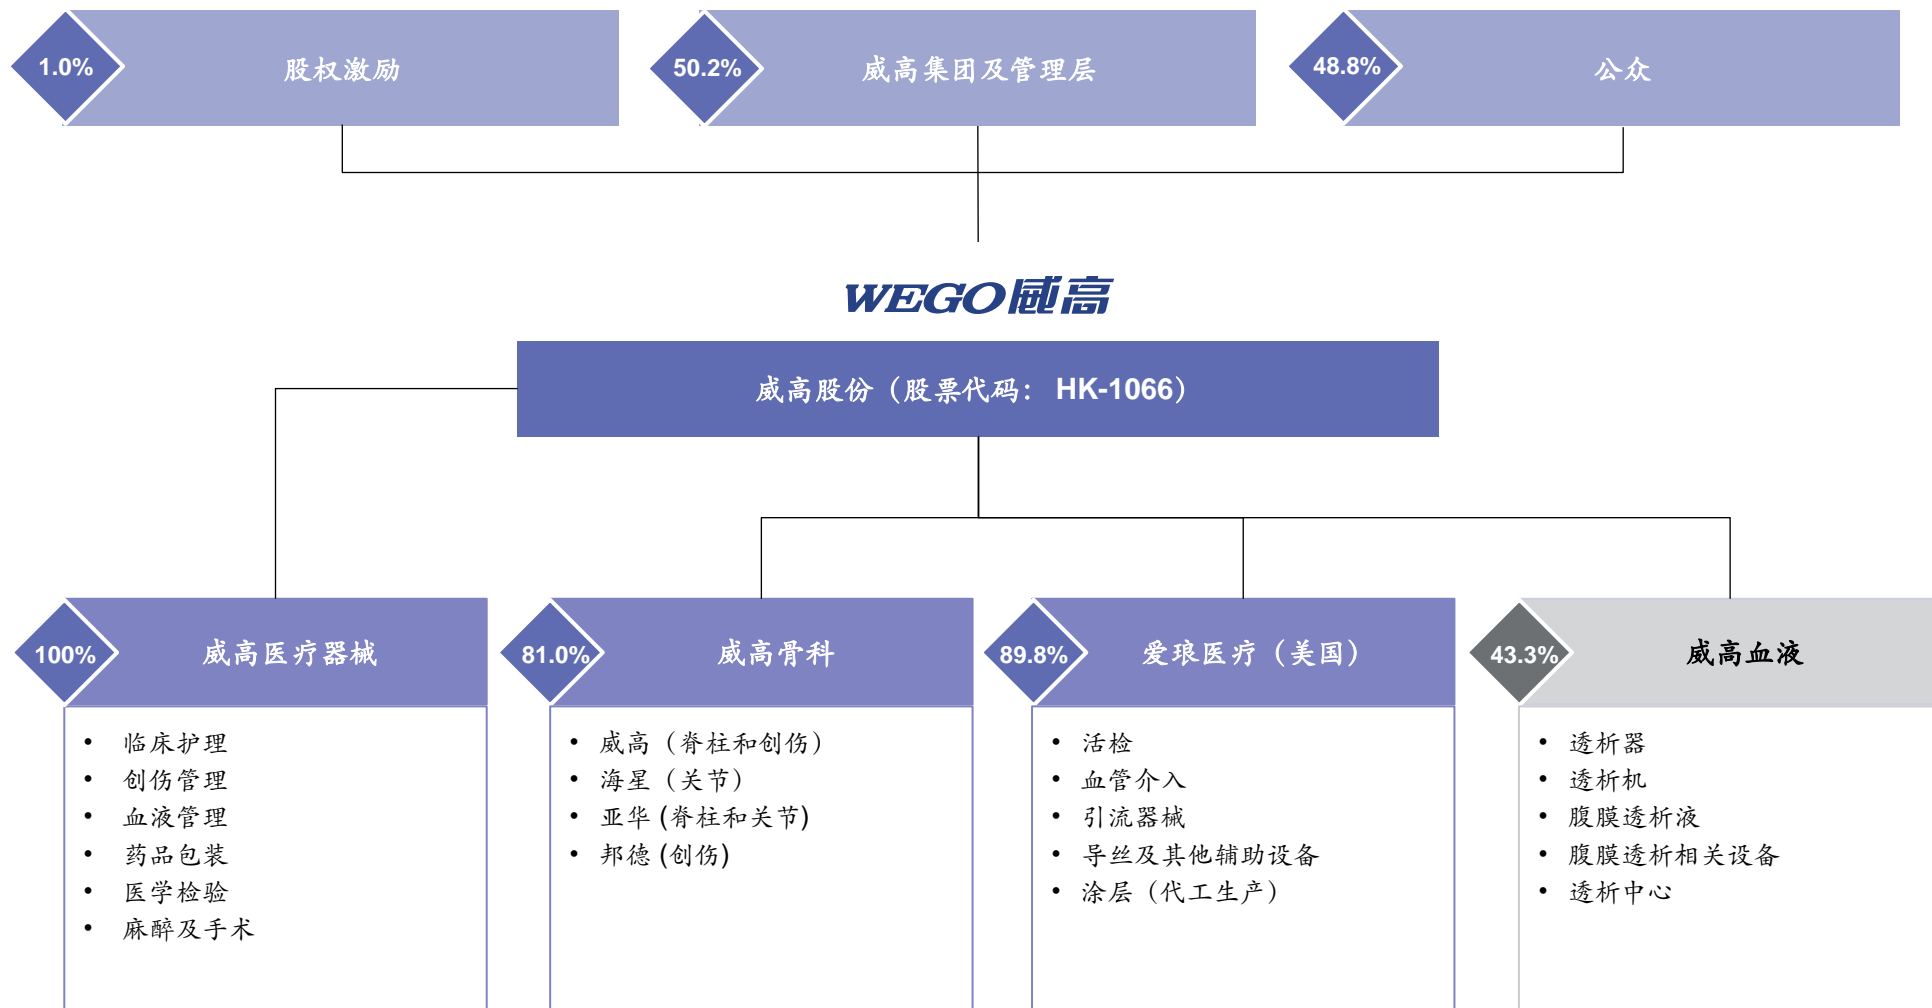 1.0%
股权激励
50.2%
威高集团及管理层
48.8%
公众
WEGO威高
威高股份（股票代码： HK-1066）
100%
威高医疗器械
• 临床护理
• 创伤管理
• 血液管理
• 药品包装
• 医学检验
• 麻醉及手术
81.0%
威高骨科
• 威高（脊柱和创伤）
• 海星（关节）
• 亚华 (脊柱和关节)
• 邦德 (创伤)
89.8%
爱琅医疗（美国）
• 活检
• 血管介入
• 引流器械
• 导丝及其他辅助设备
• 涂层（代工生产）
43.3%
威高血液
• 透析器
• 透析机
• 腹膜透析液
• 腹膜透析相关设备
• 透析中心